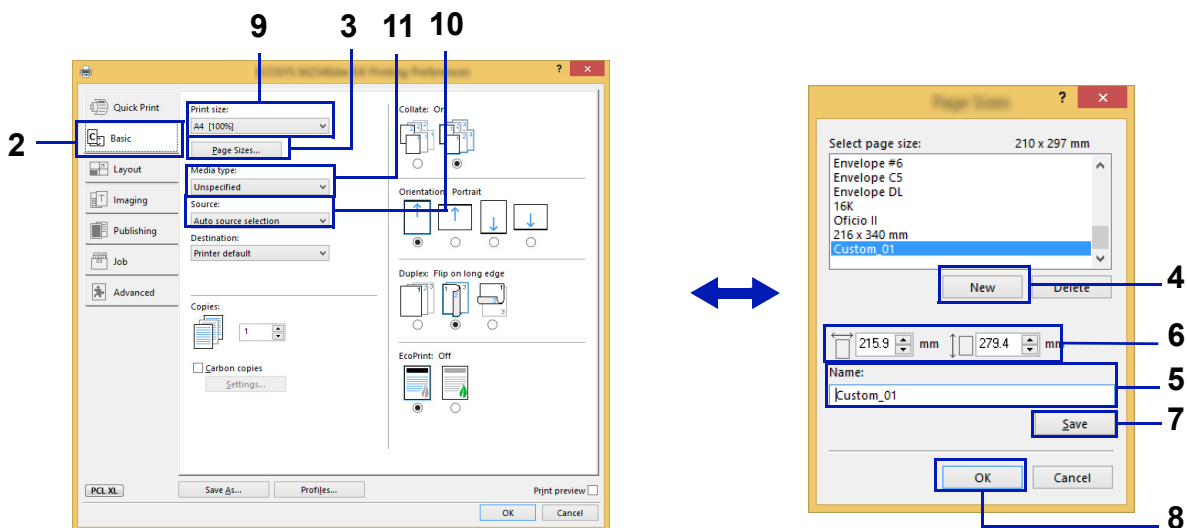 9 3 11 10
?
Quick Print
Basic
Layout
Imaging
Publishing
Job
Advanced
2
Print size:
A4 [100%]
Page Sizes...
Media type:
Unspecified
Source:
Auto source selection
Destination:
Printer default
Copies:
1
Carbon copies
Settings...
Collate: On
Orientation: Portrait
Duplex: Flip on long edge
EcoPrint: Off
PCL XL
Save As...
Profiles...
Print preview
OK
Cancel
Page Sizes
?
Select page size: 210 x 297 mm
Envelope #6
Envelope C5
Envelope DL
16K
Oficio II
216 x 340 mm
Custom_01
New
Delete
4
215.9 mm 279.4 mm
6
Name:
Custom_01
5
Save
7
OK
Cancel
8